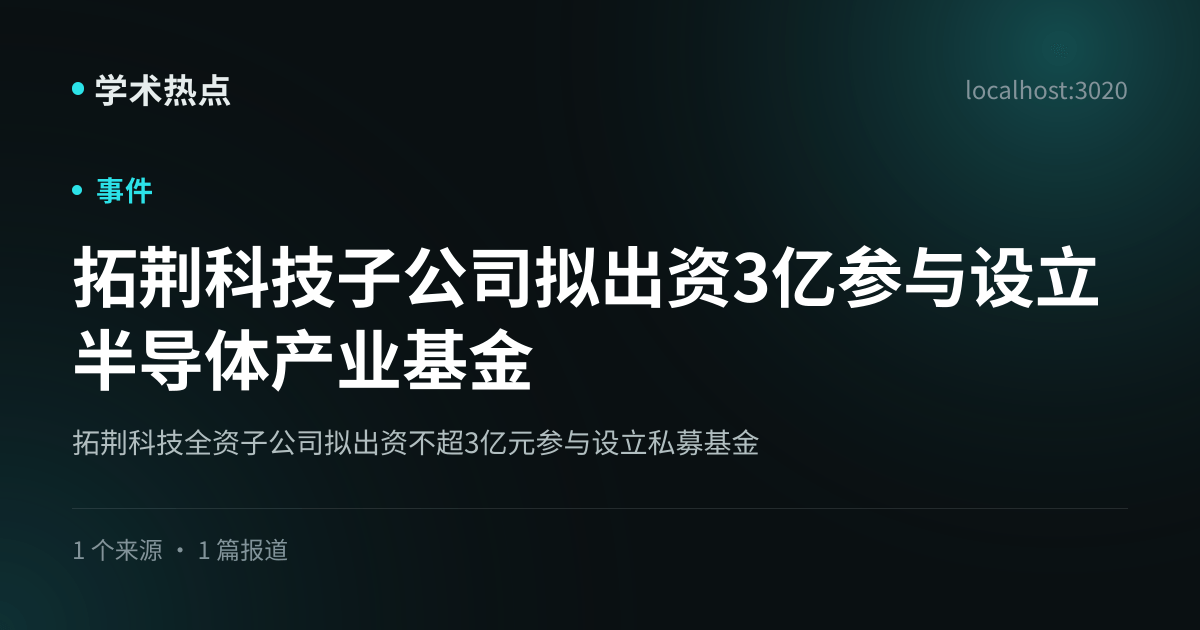 学术热点
localhost:3020
事件
拓荆科技子公司拟出资3亿参与设立
半导体产业基金
拓荆科技全资子公司拟出资不超3亿元参与设立私募基金
1 个来源 · 1 篇报道